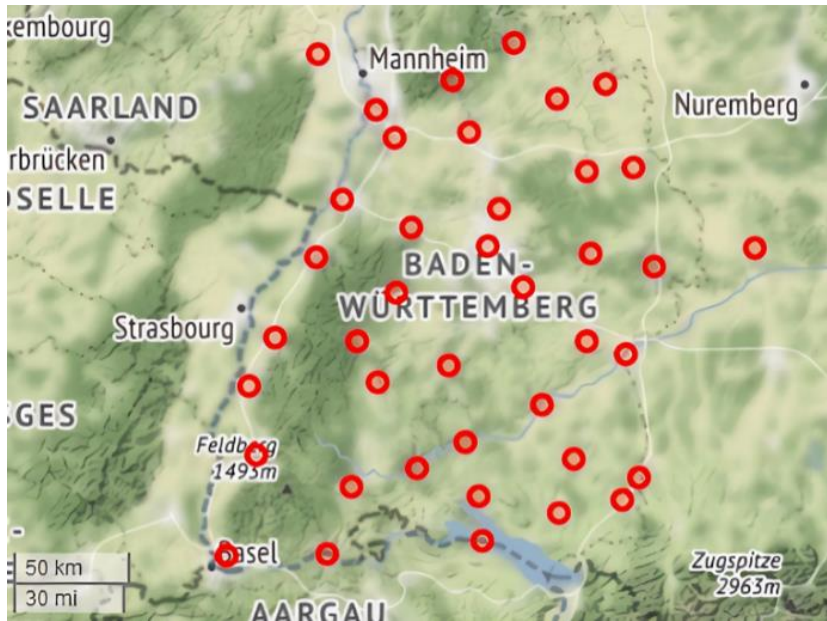 xembourg
Mannheim
SAARLAND
Nuremberg
rbrücken
OSELLE
BADEN-
WÜRTTEMBERG
Strasbourg
SGES
Feldberg
1493m
Basel
50 km
30 mi
Zugspitze
2963m
AARGAU